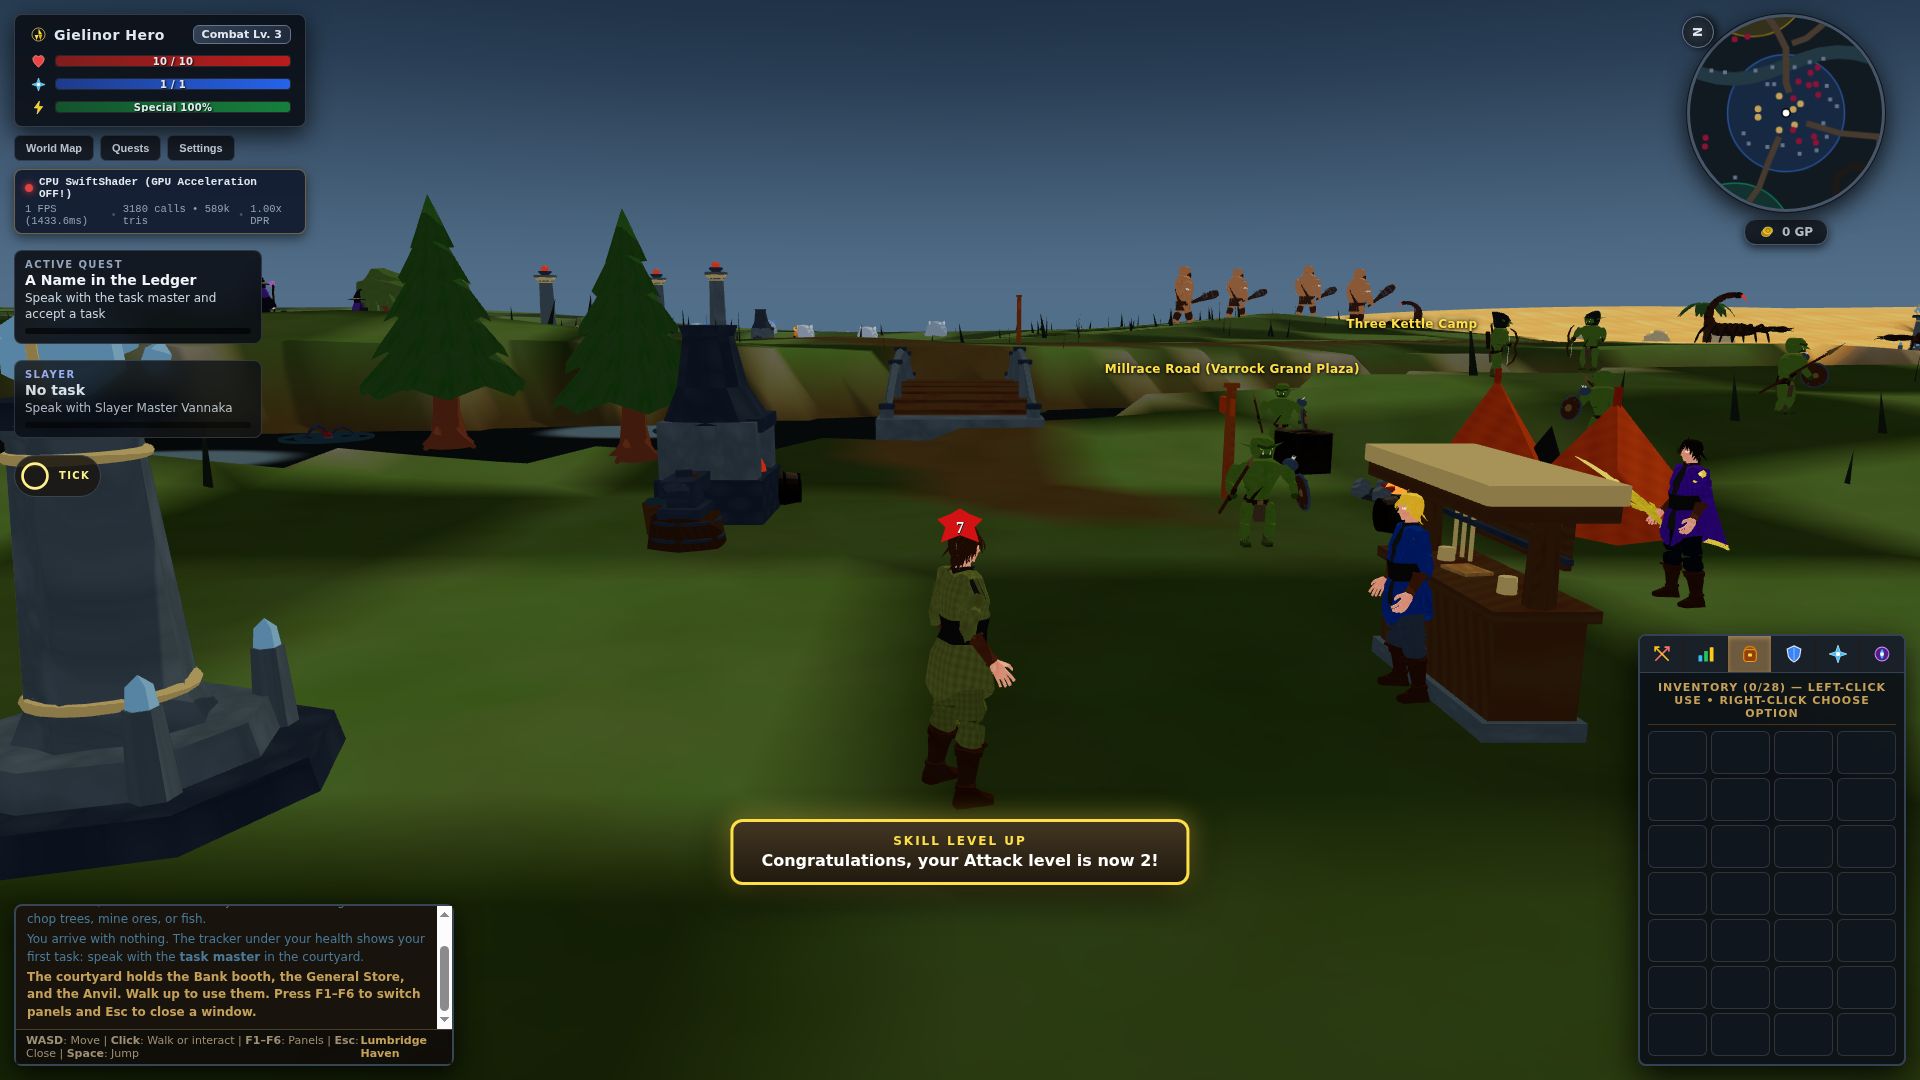 Gielinor Hero
Combat Lv. 3
10 / 10
1 / 1
Special 100%
World Map
Quests
Settings
CPU SwiftShader (GPU Acceleration
OFF!)
1 FPS
(1433.6ms)
• 3180 calls • 589k
tris
• 1.00x
DPR
ACTIVE QUEST
A Name in the Ledger
Speak with the task master and
accept a task
SLAYER
No task
Speak with Slayer Master Vannaka
TICK
N
0 GP
Three Kettle Camp
Millrace Road (Varrock Grand Plaza)
7
SKILL LEVEL UP
Congratulations, your Attack level is now 2!
INVENTORY (0/28) — LEFT-CLICK
USE • RIGHT-CLICK CHOOSE
OPTION
chop trees, mine ores, or fish.
You arrive with nothing. The tracker under your health shows your
first task: speak with the task master in the courtyard.
The courtyard holds the Bank booth, the General Store,
and the Anvil. Walk up to use them. Press F1–F6 to switch
panels and Esc to close a window.
WASD: Move | Click: Walk or interact | F1–F6: Panels | Esc:
Close | Space: Jump
Lumbridge
Haven